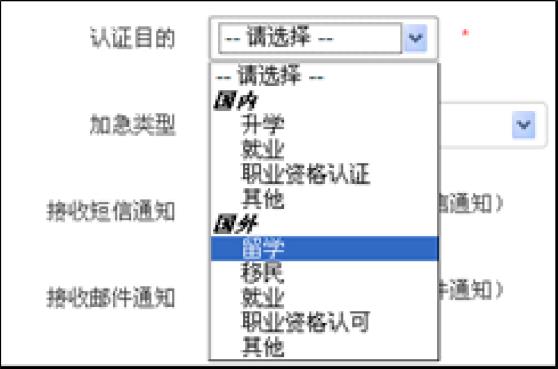 认证目的
-- 请选择 --
*
-- 请选择 --
国内
加急类型
升学
就业
职业资格认证
其他
接收短信通知
信通知）
国外
留学
移民
接收邮件通知
件通知）
就业
职业资格认可
其他